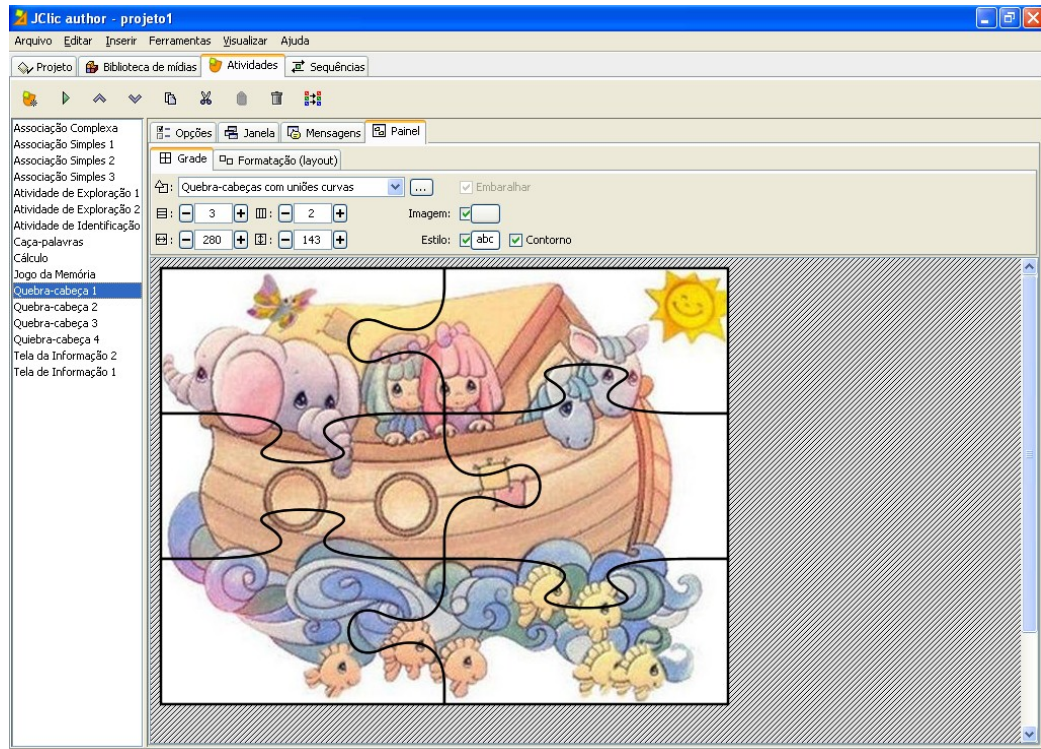 JClic author - projeto1
Arquivo Editar Inserir Ferramentas Visualizar Ajuda
Projeto Biblioteca de mídias Atividades Sequências
Opções Janela Mensagens Painel
Grade Formatação (layout)
: Quebra-cabeças com uniões curvas ... Embaralhar
: 3 : 2 Imagem:
: 280 : 143 Estilo: abc Contorno
Associação Complexa
Associação Simples 1
Associação Simples 2
Associação Simples 3
Atividade de Exploração 1
Atividade de Exploração 2
Atividade de Identificação
Caça-palavras
Cálculo
Jogo da Memória
Quebra-cabeça 1
Quebra-cabeça 2
Quebra-cabeça 3
Quiebra-cabeça 4
Tela da Informação 2
Tela de Informação 1